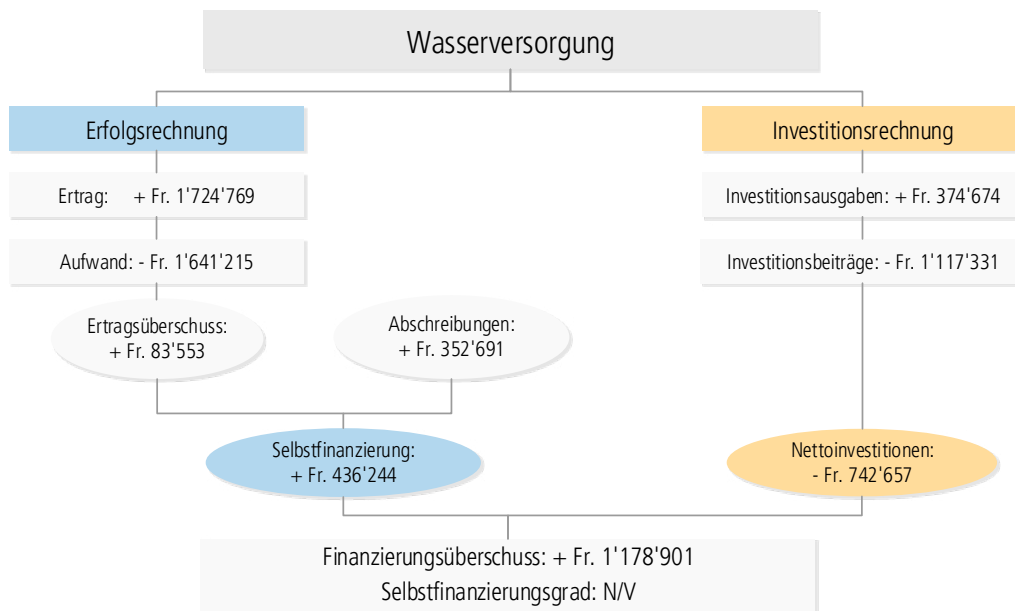 Wasserversorgung
Erfolgsrechnung
Investitionsrechnung
Ertrag: + Fr. 1'724'769
Investitionsausgaben: + Fr. 374'674
Aufwand: - Fr. 1'641'215
Investitionsbeiträge: - Fr. 1'117'331
Ertragsüberschuss:
+ Fr. 83'553
Abschreibungen:
+ Fr. 352'691
Selbstfinanzierung:
+ Fr. 436'244
Nettoinvestitionen:
- Fr. 742'657
Finanzierungsüberschuss: + Fr. 1'178'901
Selbstfinanzierungsgrad: N/V